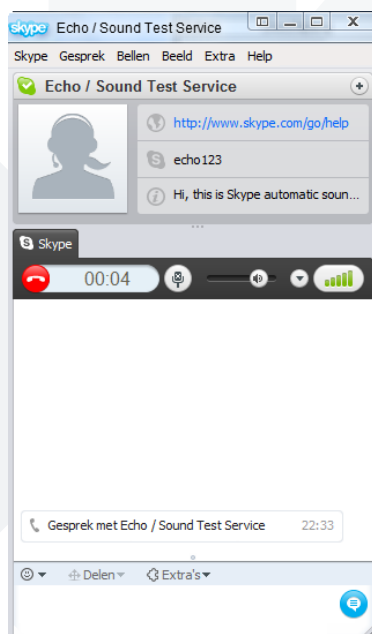 skype Echo / Sound Test Service
Skype Gesprek Bellen Beeld Extra Help
Echo / Sound Test Service
http://www.skype.com/go/help
echo123
Hi, this is Skype automatic soun...
Skype
00:04
Gesprek met Echo / Sound Test Service 22:33
Delen Extra's